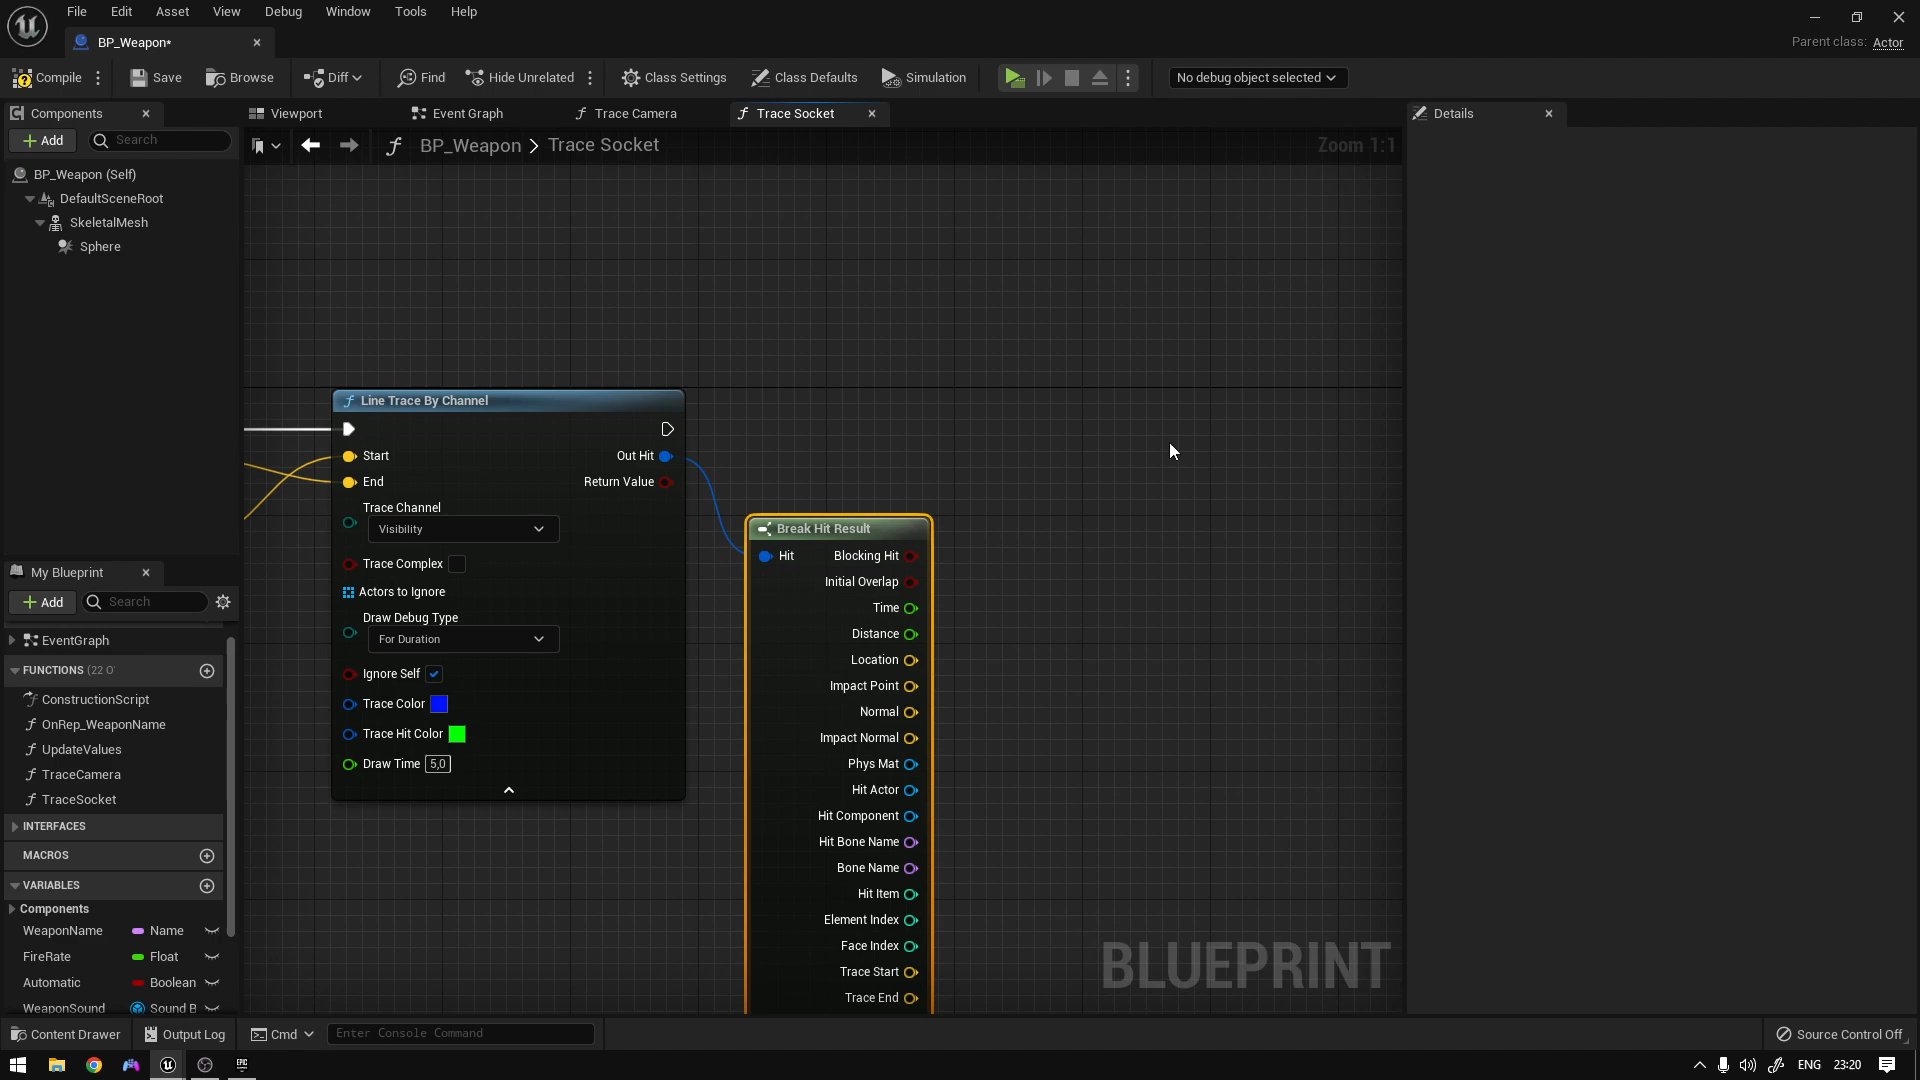 File Edit Asset View Debug Window Tools Help
BP_Weapon*
Parent class: Actor
Compile Save Browse Diff Find Hide Unrelated Class Settings Class Defaults Simulation No debug object selected
Components Viewport Event Graph Trace Camera Trace Socket Details
Add Search
BP_Weapon > Trace Socket Zoom 1:1
BP_Weapon (Self)
DefaultSceneRoot
SkeletalMesh
Sphere
Line Trace By Channel
Start Out Hit
End Return Value
Trace Channel
Visibility
Trace Complex
Actors to Ignore
Draw Debug Type
For Duration
Ignore Self
Trace Color
Trace Hit Color
Draw Time 5,0
Break Hit Result
Hit Blocking Hit
Initial Overlap
Time
Distance
Location
Impact Point
Normal
Impact Normal
Phys Mat
Hit Actor
Hit Component
Hit Bone Name
Bone Name
Hit Item
Element Index
Face Index
Trace Start
Trace End
BLUEPRINT
My Blueprint
Add Search
EventGraph
FUNCTIONS (22 O
ConstructionScript
OnRep_WeaponName
UpdateValues
TraceCamera
TraceSocket
INTERFACES
MACROS
VARIABLES
Components
WeaponName Name
FireRate Float
Automatic Boolean
WeaponSound Sound B
Content Drawer Output Log Cmd Enter Console Command Source Control Off
EPIC ENG 23:20